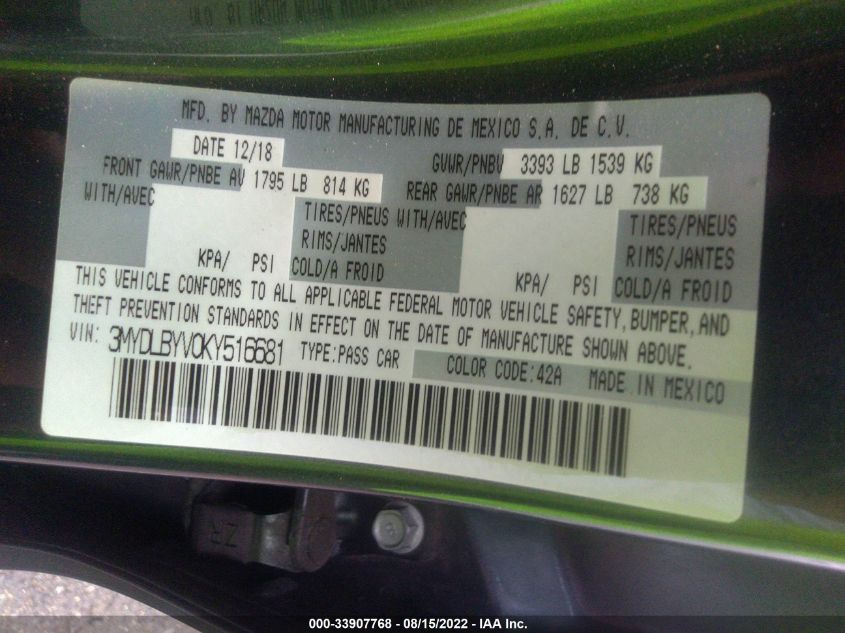 MFD. BY MAZDA MOTOR MANUFACTURING DE MEXICO S.A. DE C.V.
DATE 12/18 GVWR/PNBV 3393 LB 1539 KG
FRONT GAWR/PNBE AV 1795 LB 814 KG REAR GAWR/PNBE AR 1627 LB 738 KG
WITH/AVEC TIRES/PNEUS WITH/AVEC TIRES/PNEUS
RIMS/JANTES RIMS/JANTES
KPA/ PSI COLD/A FROID KPA/ PSI COLD/A FROID
THIS VEHICLE CONFORMS TO ALL APPLICABLE FEDERAL MOTOR VEHICLE SAFETY, BUMPER, AND
THEFT PREVENTION STANDARDS IN EFFECT ON THE DATE OF MANUFACTURE SHOWN ABOVE.
VIN: 3MYDLBYV0KY516681 TYPE:PASS CAR COLOR CODE:42A MADE IN MEXICO
ZR
000-33907768 - 08/15/2022 - IAA Inc.